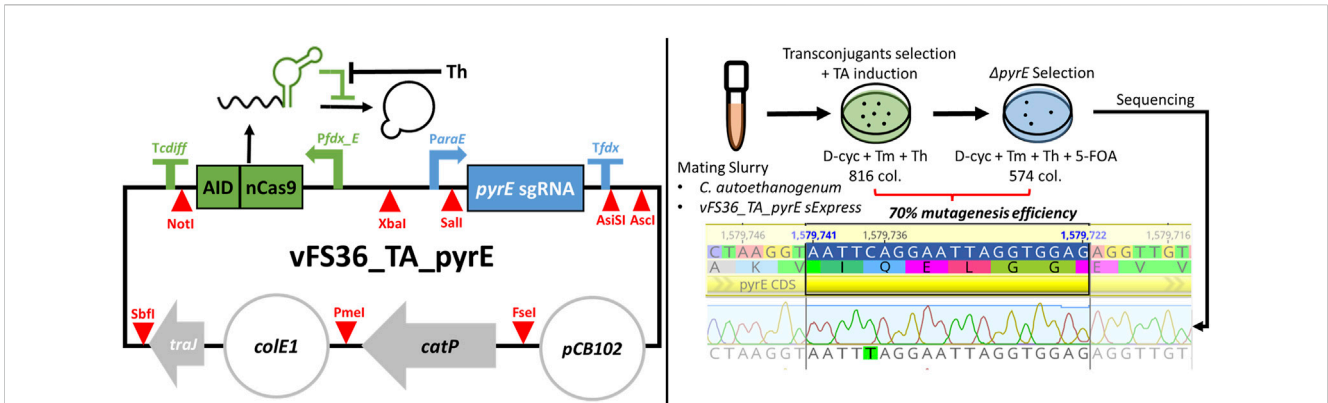 Th
Tcdiff
Pfdx_E
ParaE
Tfdx
AID nCas9
pyrE sgRNA
NotI
XbaI
SalI
AsiSI
AscI
vFS36_TA_pyrE
SbfI
PmeI
FseI
traJ
colE1
catP
pCB102
Transconjugants selection
+ TA induction
ΔpyrE Selection
Sequencing
Mating Slurry
• C. autoethanogenum
• vFS36_TA_pyrE sExpress
D-cyc + Tm + Th
816 col.
D-cyc + Tm + Th + 5-FOA
574 col.
70% mutagenesis efficiency
1,579,746 1,579,741 1,579,736 1,579,722 1,579,716
CTAAGGTAATTCAGGAATTAGGTGGAGAGGTTGT
A K V I Q E L G G E V V
pyrE CDS
CTAAGGTAATTTAGGAATTAGGTGGAGAGGTTGT